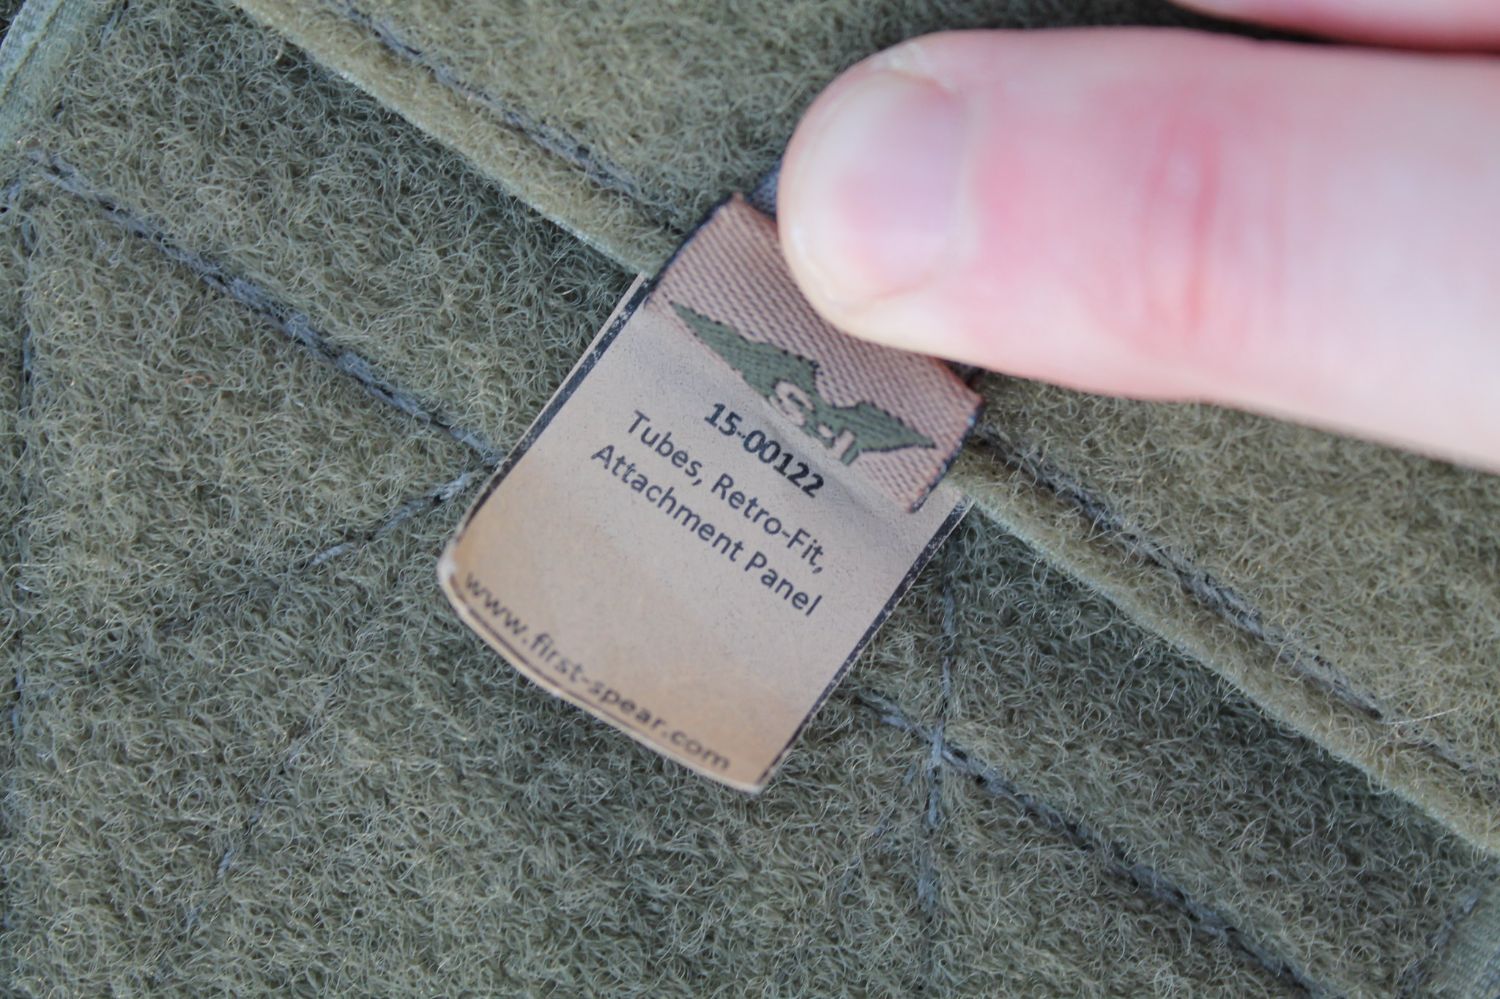 15-00122
Tubes, Retro-Fit,
Attachment Panel
www.first-spear.com